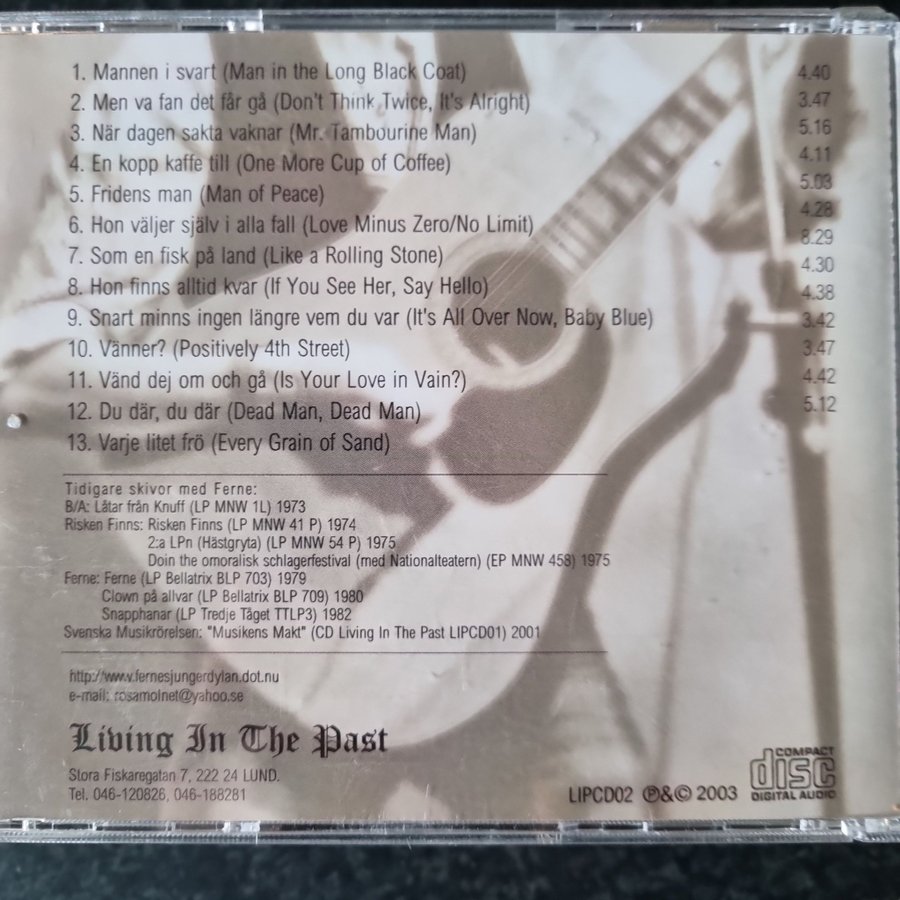 1. Mannen i svart (Man in the Long Black Coat) 4.40
2. Men va fan det får gå (Don't Think Twice, It's Alright) 3.47
3. När dagen sakta vaknar (Mr. Tambourine Man) 5.16
4. En kopp kaffe till (One More Cup of Coffee) 4.11
5. Fridens man (Man of Peace) 5.03
6. Hon väljer själv i alla fall (Love Minus Zero/No Limit) 4.28
7. Som en fisk på land (Like a Rolling Stone) 8.29
8. Hon finns alltid kvar (If You See Her, Say Hello) 4.30
9. Snart minns ingen längre vem du var (It's All Over Now, Baby Blue) 4.38
10. Vänner? (Positively 4th Street) 3.42
11. Vänd dej om och gå (Is Your Love in Vain?) 3.47
12. Du där, du där (Dead Man, Dead Man) 4.42
13. Varje litet frö (Every Grain of Sand) 5.12
Tidigare skivor med Ferne:
B/A: Låtar från Knuff (LP MNW 1L) 1973
Risken Finns: Risken Finns (LP MNW 41 P) 1974
2:a LPn (Hästgryta) (LP MNW 54 P) 1975
Doin the omoralisk schlagerfestival (med Nationalteatern) (EP MNW 458) 1975
Ferne: Ferne (LP Bellatrix BLP 703) 1979
Clown på allvar (LP Bellatrix BLP 709) 1980
Snapphanar (LP Tredje Tåget TTLP3) 1982
Svenska Musikrörelsen: "Musikens Makt" (CD Living In The Past LIPCD01) 2001
http://www.fernesjungerdylan.dot.nu
e-mail: rosamolnet@yahoo.se
Living In The Past
Stora Fiskaregatan 7, 222 24 LUND.
Tel. 046-120826, 046-188281
LIPCD02 ℗&© 2003
COMPACT
disc
DIGITAL AUDIO